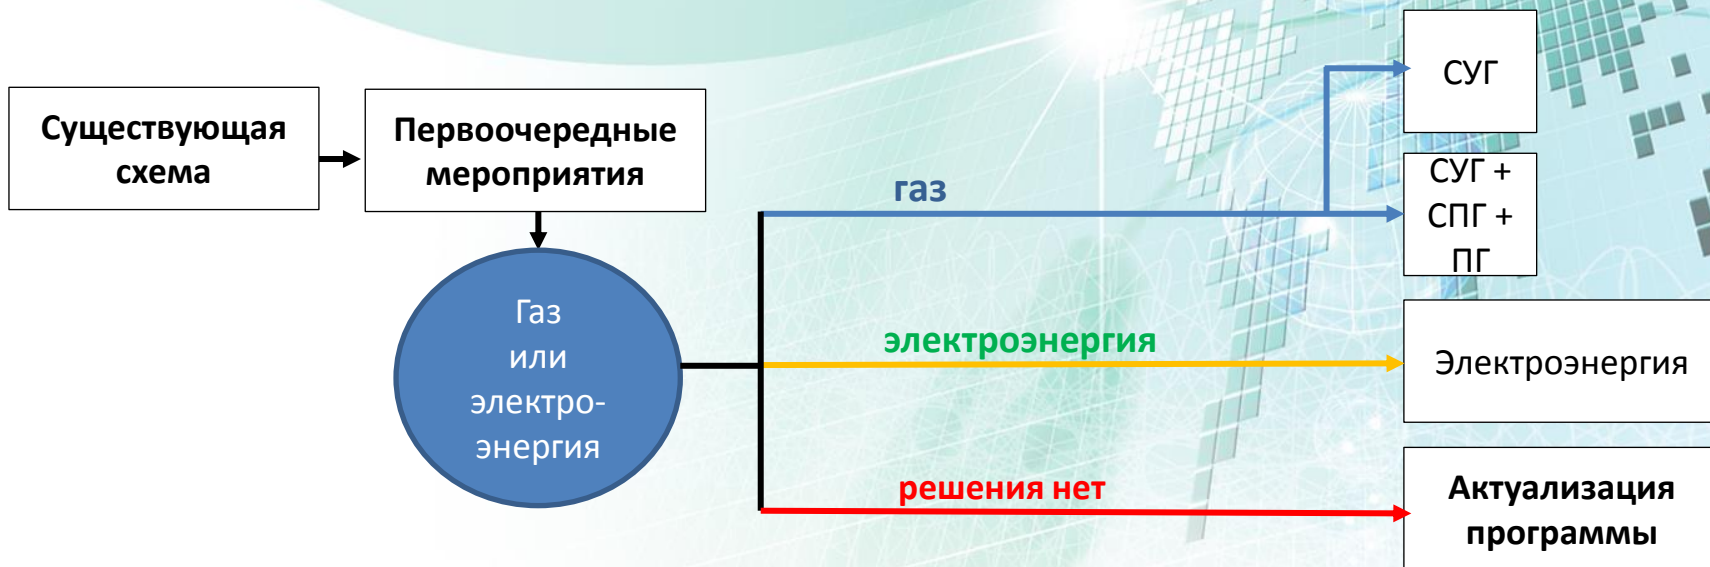 Существующая
схема
Первоочередные
мероприятия
Газ
или
электро-
энергия
газ
СУГ
СУГ +
СПГ +
ПГ
электроэнергия
Электроэнергия
решения нет
Актуализация
программы